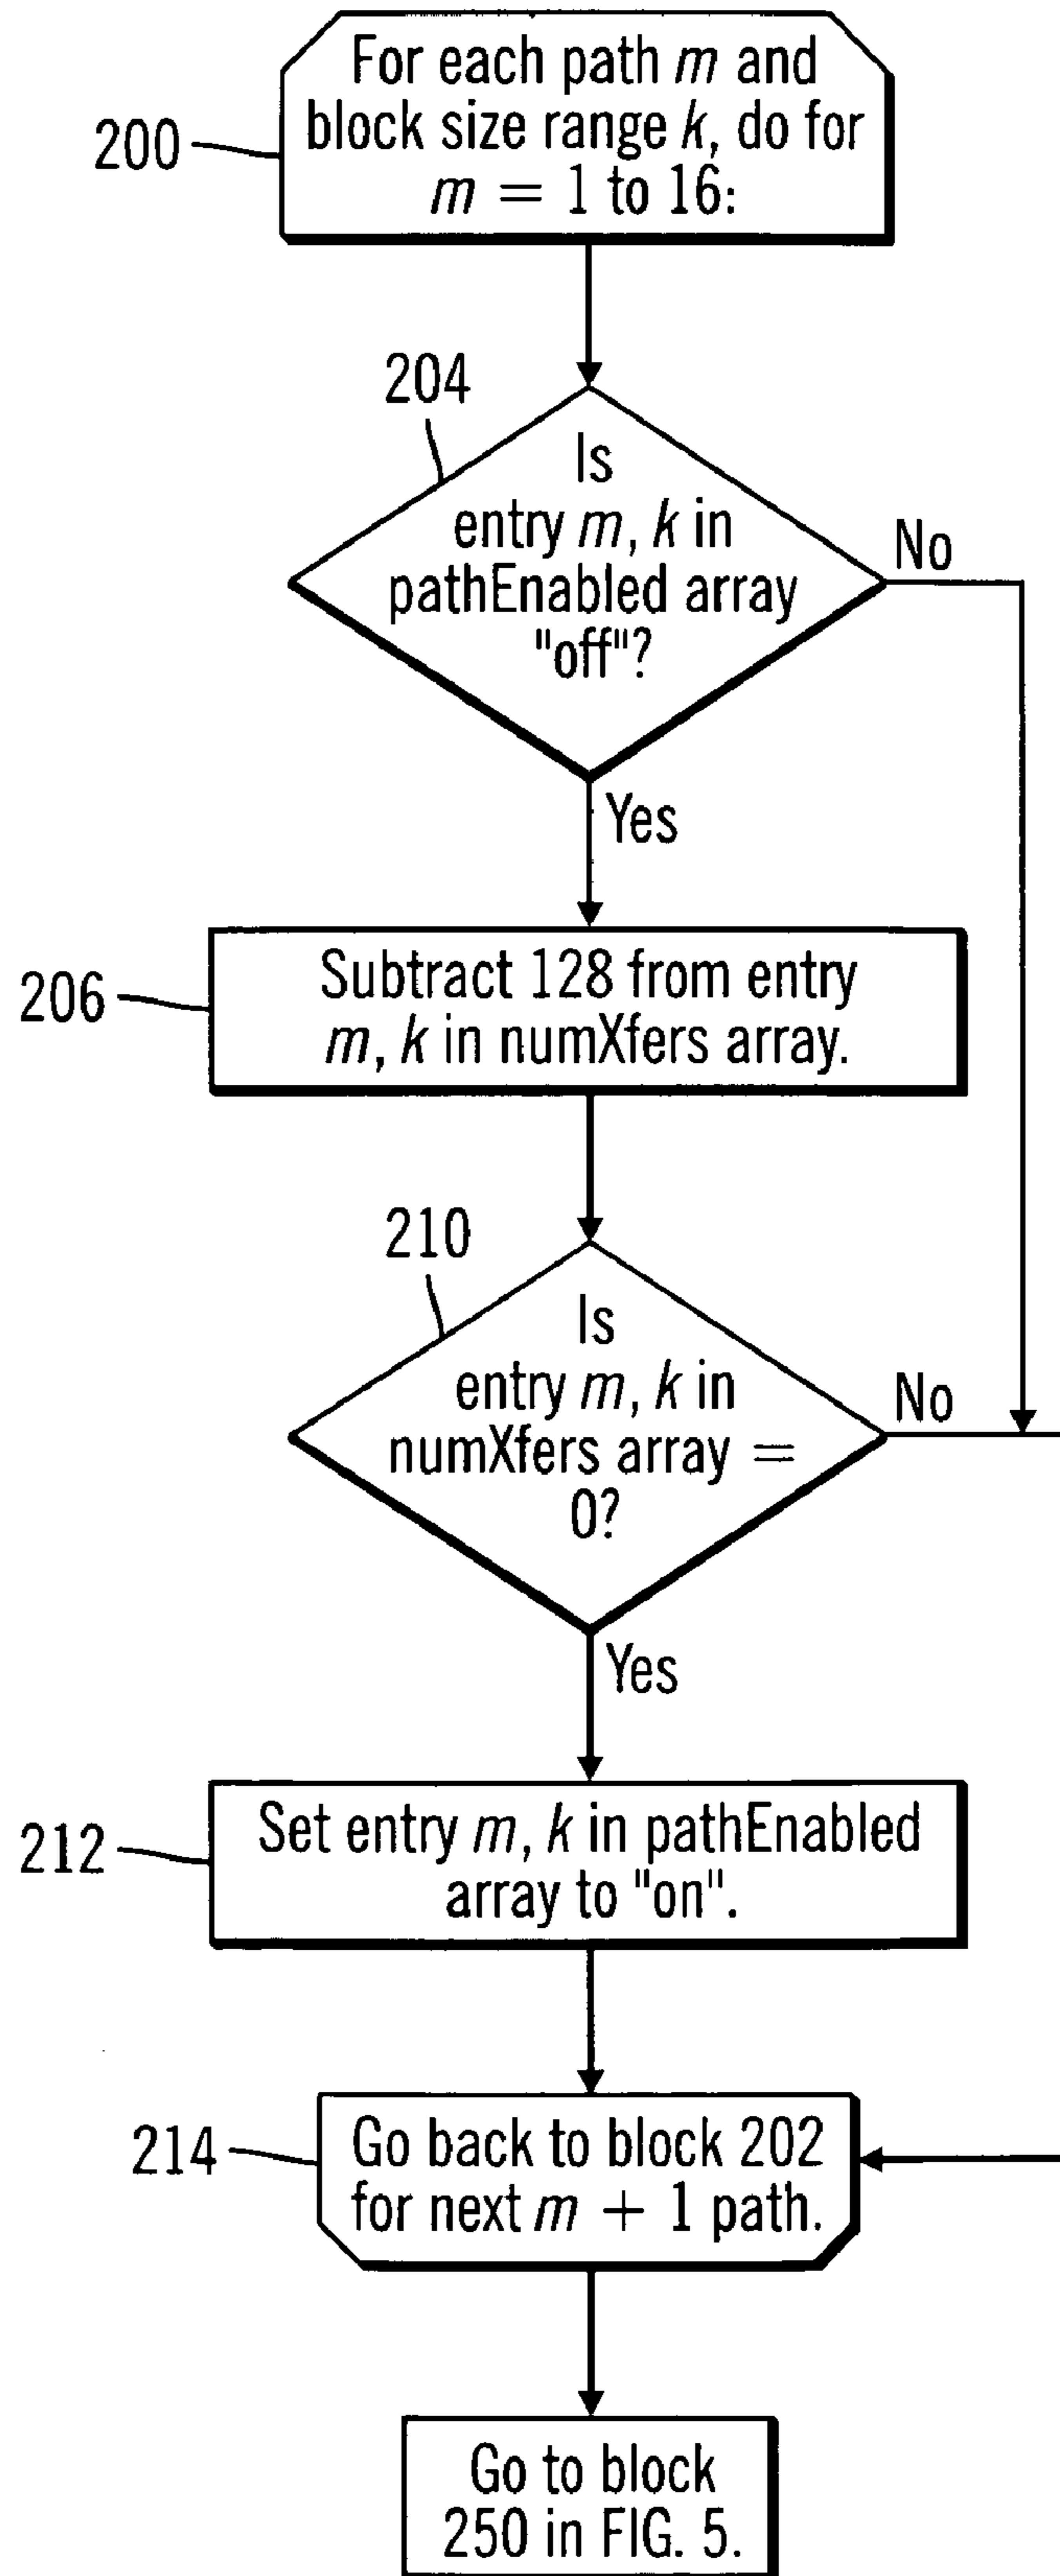 For each path m and
block size range k, do for
m = 1 to 16:
200
204
Is
entry m, k in
pathEnabled array
"off"?
No
Yes
206
Subtract 128 from entry
m, k in numXfers array.
210
Is
entry m, k in
numXfers array =
0?
No
Yes
212
Set entry m, k in pathEnabled
array to "on".
214
Go back to block 202
for next m + 1 path.
Go to block
250 in FIG. 5.